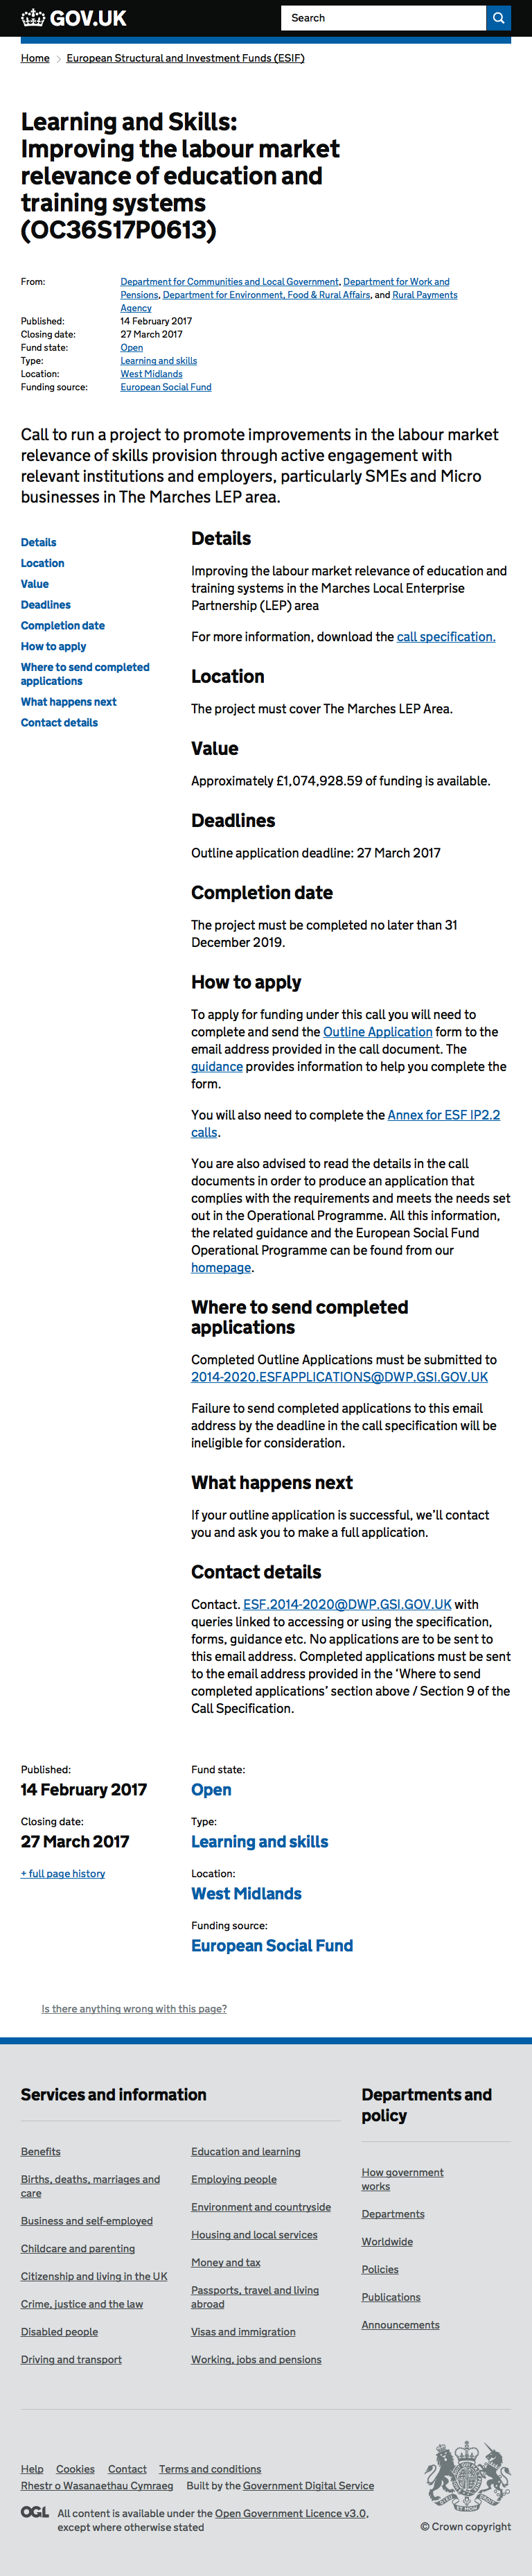 GOV.UK
Search
Home
European Structural and Investment Funds (ESIF)
Learning and Skills:
Improving the labour market
relevance of education and
training systems
(OC36S17P0613)
From: Department for Communities and Local Government, Department for Work and
Pensions, Department for Environment, Food & Rural Affairs, and Rural Payments
Agency
Published: 14 February 2017
Closing date: 27 March 2017
Fund state: Open
Type: Learning and skills
Location: West Midlands
Funding source: European Social Fund
Call to run a project to promote improvements in the labour market
relevance of skills provision through active engagement with
relevant institutions and employers, particularly SMEs and Micro
businesses in The Marches LEP area.
Details
Location
Value
Deadlines
Completion date
How to apply
Where to send completed
applications
What happens next
Contact details
Details
Improving the labour market relevance of education and
training systems in the Marches Local Enterprise
Partnership (LEP) area
For more information, download the call specification.
Location
The project must cover The Marches LEP Area.
Value
Approximately £1,074,928.59 of funding is available.
Deadlines
Outline application deadline: 27 March 2017
Completion date
The project must be completed no later than 31
December 2019.
How to apply
To apply for funding under this call you will need to
complete and send the Outline Application form to the
email address provided in the call document. The
guidance provides information to help you complete the
form.
You will also need to complete the Annex for ESF IP2.2
calls.
You are also advised to read the details in the call
documents in order to produce an application that
complies with the requirements and meets the needs set
out in the Operational Programme. All this information,
the related guidance and the European Social Fund
Operational Programme can be found from our
homepage.
Where to send completed
applications
Completed Outline Applications must be submitted to
2014-2020.ESFAPPLICATIONS@DWP.GSI.GOV.UK
Failure to send completed applications to this email
address by the deadline in the call specification will be
ineligible for consideration.
What happens next
If your outline application is successful, we'll contact
you and ask you to make a full application.
Contact details
Contact. ESF.2014-2020@DWP.GSI.GOV.UK with
queries linked to accessing or using the specification,
forms, guidance etc. No applications are to be sent to
this email address. Completed applications must be sent
to the email address provided in the ‘Where to send
completed applications’ section above / Section 9 of the
Call Specification.
Published:
14 February 2017
Closing date:
27 March 2017
+ full page history
Fund state:
Open
Type:
Learning and skills
Location:
West Midlands
Funding source:
European Social Fund
Is there anything wrong with this page?
Services and information
Benefits
Births, deaths, marriages and
care
Business and self-employed
Childcare and parenting
Citizenship and living in the UK
Crime, justice and the law
Disabled people
Driving and transport
Education and learning
Employing people
Environment and countryside
Housing and local services
Money and tax
Passports, travel and living
abroad
Visas and immigration
Working, jobs and pensions
Departments and
policy
How government
works
Departments
Worldwide
Policies
Publications
Announcements
Help Cookies Contact Terms and conditions
Rhestr o Wasanaethau Cymraeg Built by the Government Digital Service
OGL All content is available under the Open Government Licence v3.0,
except where otherwise stated
© Crown copyright